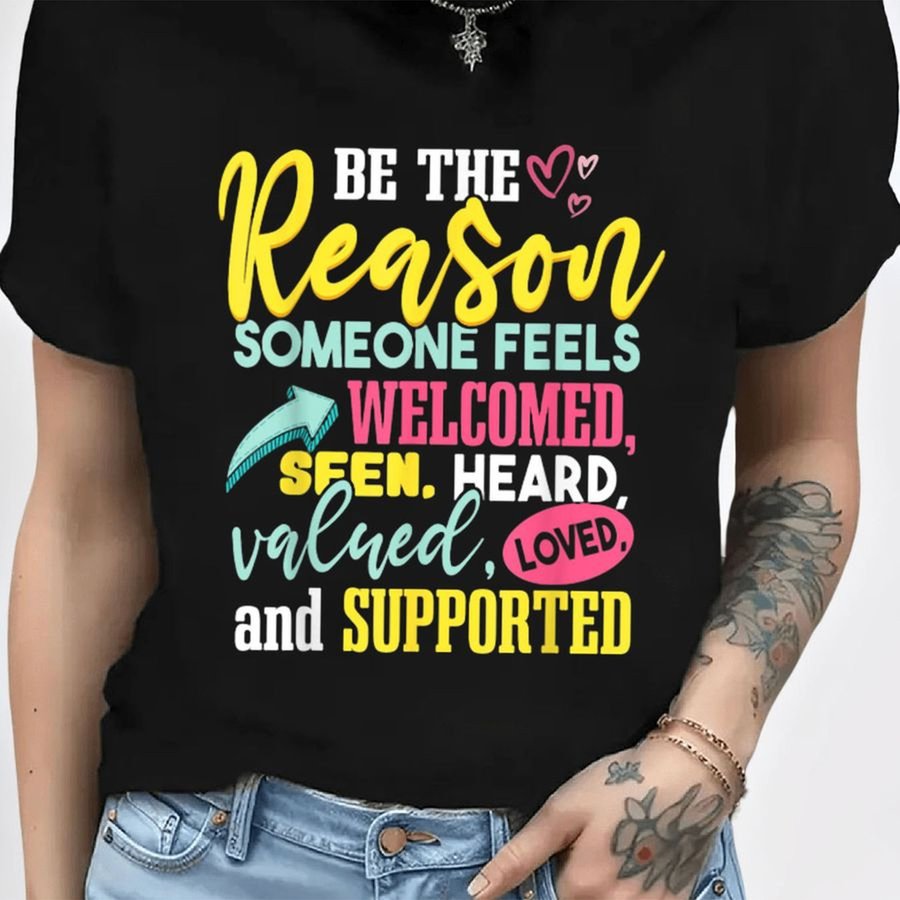 BE THE
Reason
SOMEONE FEELS
WELCOMED,
SEEN. HEARD,
valued, LOVED,
and SUPPORTED